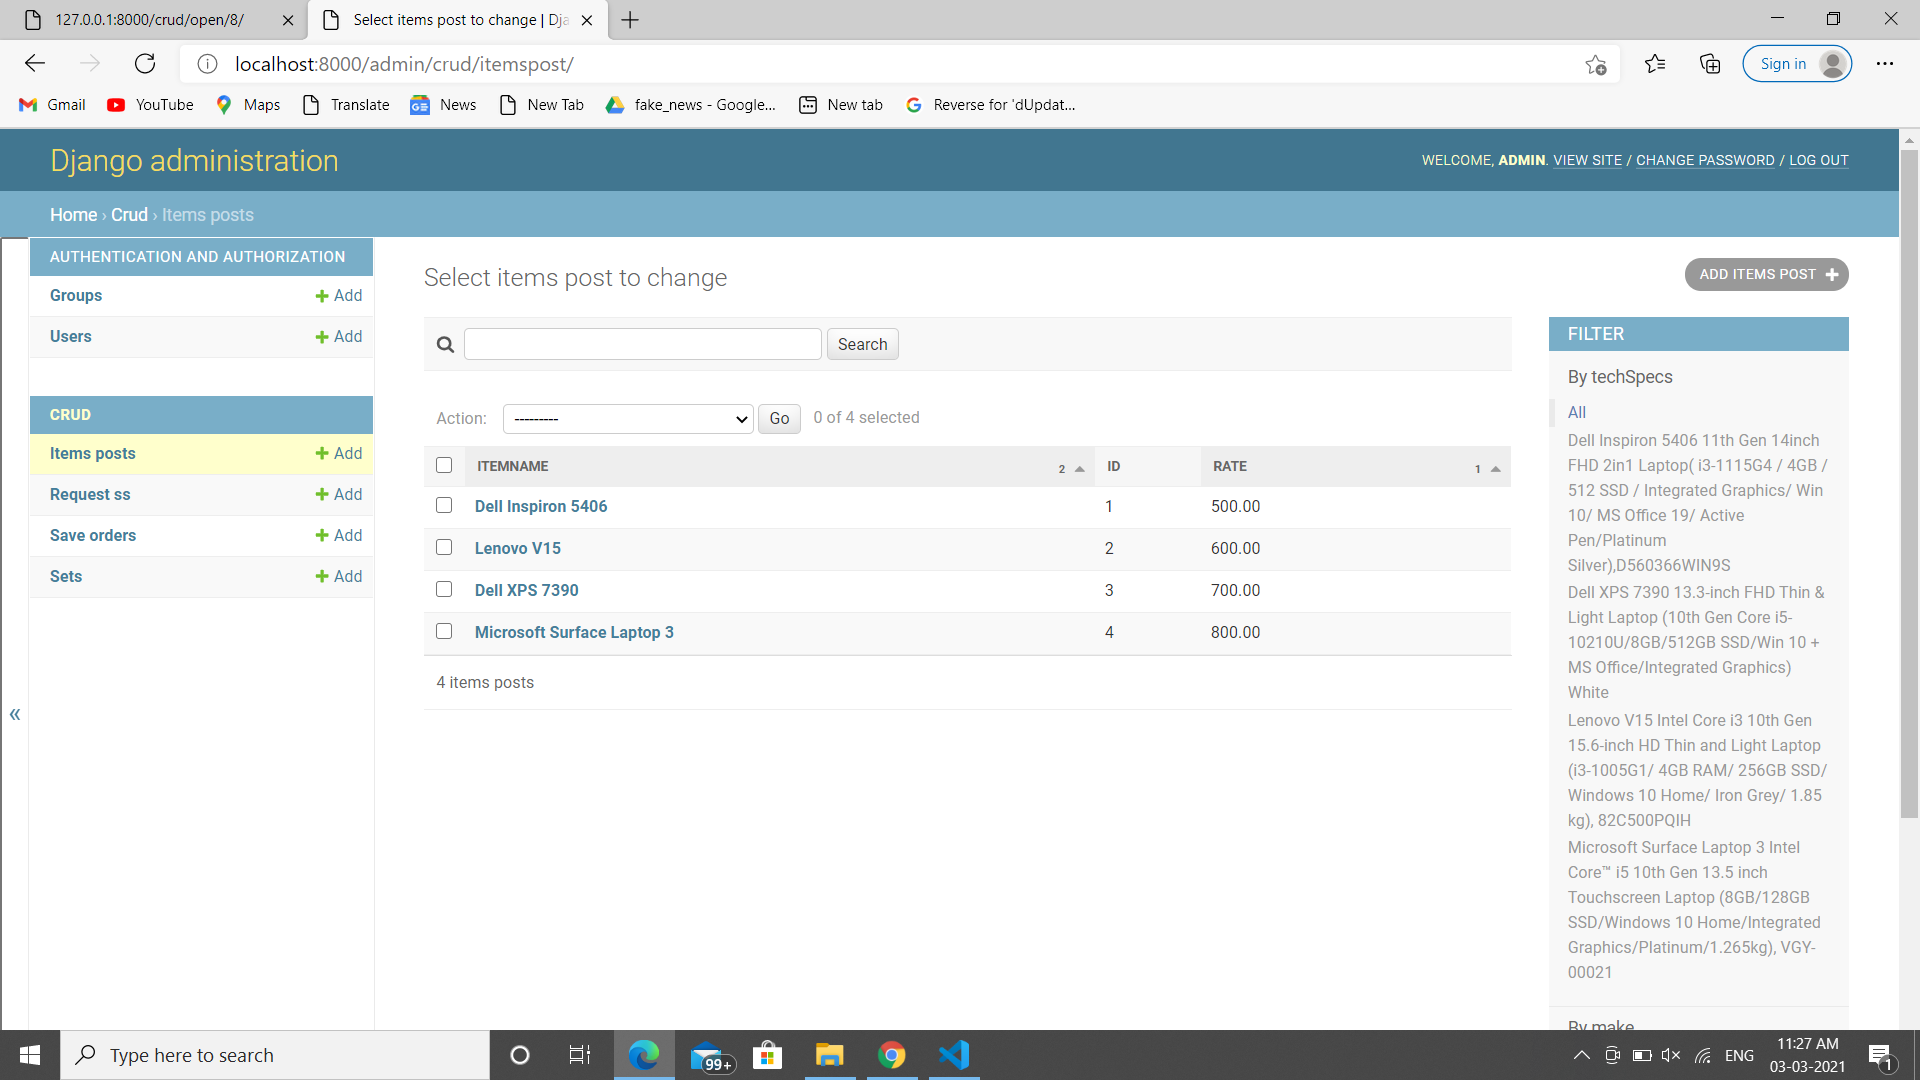 127.0.0.1:8000/crud/open/8/
Select items post to change | Dja
localhost:8000/admin/crud/itemspost/
Sign in
Gmail
YouTube
Maps
Translate
News
New Tab
fake_news - Google...
New tab
Reverse for 'dUpdat...
Django administration
WELCOME, ADMIN. VIEW SITE / CHANGE PASSWORD / LOG OUT
Home › Crud › Items posts
AUTHENTICATION AND AUTHORIZATION
Groups
Add
Users
Add
CRUD
Items posts
Add
Request ss
Add
Save orders
Add
Sets
Add
«
Select items post to change
ADD ITEMS POST
Search
Action:
---------
Go
0 of 4 selected
ITEMNAME 2 ID RATE 1
Dell Inspiron 5406 1 500.00
Lenovo V15 2 600.00
Dell XPS 7390 3 700.00
Microsoft Surface Laptop 3 4 800.00
4 items posts
FILTER
By techSpecs
All
Dell Inspiron 5406 11th Gen 14inch
FHD 2in1 Laptop( i3-1115G4 / 4GB /
512 SSD / Integrated Graphics/ Win
10/ MS Office 19/ Active
Pen/Platinum
Silver),D560366WIN9S
Dell XPS 7390 13.3-inch FHD Thin &
Light Laptop (10th Gen Core i5-
10210U/8GB/512GB SSD/Win 10 +
MS Office/Integrated Graphics)
White
Lenovo V15 Intel Core i3 10th Gen
15.6-inch HD Thin and Light Laptop
(i3-1005G1/ 4GB RAM/ 256GB SSD/
Windows 10 Home/ Iron Grey/ 1.85
kg), 82C500PQIH
Microsoft Surface Laptop 3 Intel
Core™ i5 10th Gen 13.5 inch
Touchscreen Laptop (8GB/128GB
SSD/Windows 10 Home/Integrated
Graphics/Platinum/1.265kg), VGY-
00021
By make
Type here to search
99+
ENG
11:27 AM
03-03-2021
1